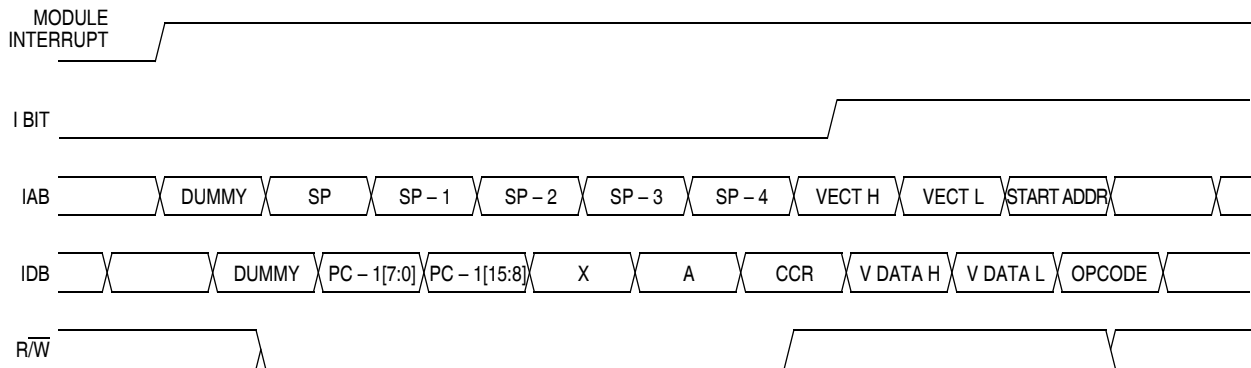 MODULE
INTERRUPT
I BIT
IAB DUMMY SP SP – 1 SP – 2 SP – 3 SP – 4 VECT H VECT L START ADDR
IDB DUMMY PC – 1[7:0] PC – 1[15:8] X A CCR V DATA H V DATA L OPCODE
R/W̅